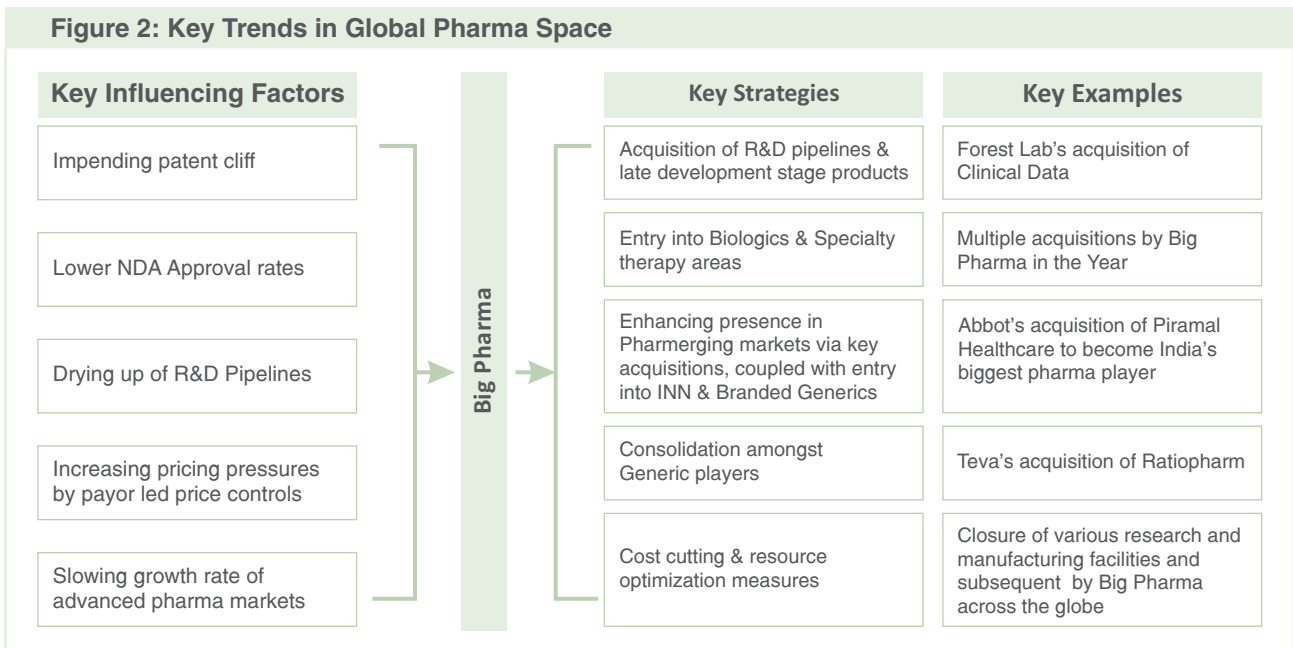 Figure 2: Key Trends in Global Pharma Space
Key Influencing Factors
Impending patent cliff
Lower NDA Approval rates
Drying up of R&D Pipelines
Increasing pricing pressures
by payor led price controls
Slowing growth rate of
advanced pharma markets
Big Pharma
Key Strategies
Key Examples
Acquisition of R&D pipelines &
late development stage products
Forest Lab's acquisition of
Clinical Data
Entry into Biologics & Specialty
therapy areas
Multiple acquisitions by Big
Pharma in the Year
Enhancing presence in
Pharmerging markets via key
acquisitions, coupled with entry
into INN & Branded Generics
Abbot's acquisition of Piramal
Healthcare to become India's
biggest pharma player
Consolidation amongst
Generic players
Teva's acquisition of Ratiopharm
Cost cutting & resource
optimization measures
Closure of various research and
manufacturing facilities and
subsequent  by Big Pharma
across the globe